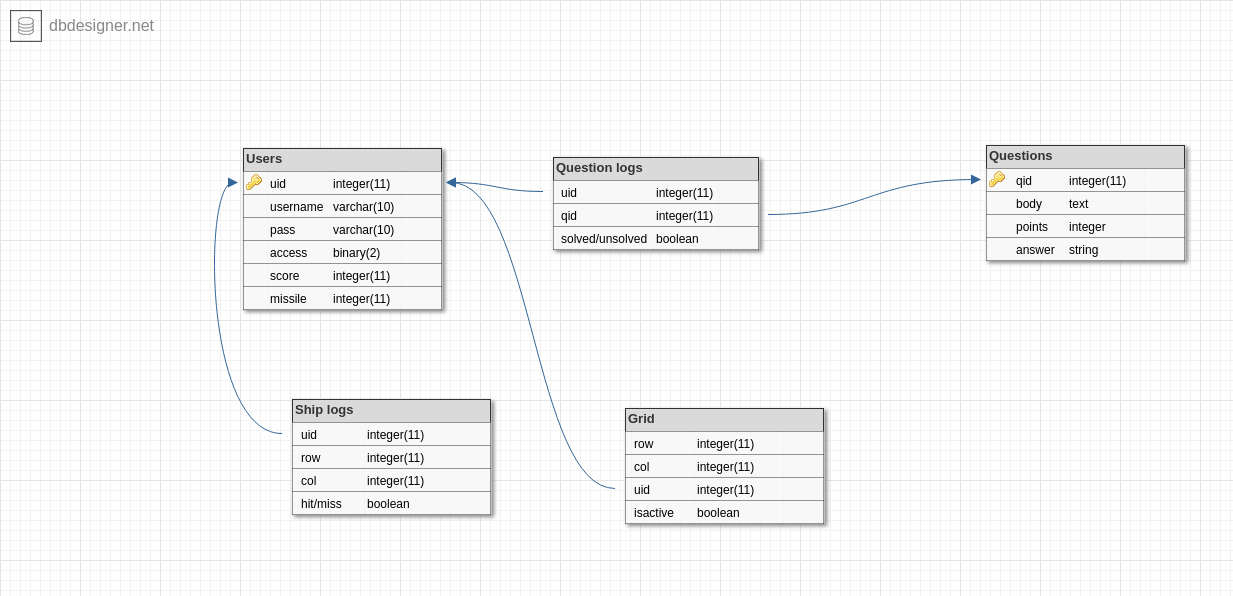 dbdesigner.net
Users
uid integer(11)
username varchar(10)
pass varchar(10)
access binary(2)
score integer(11)
missile integer(11)
Question logs
uid integer(11)
qid integer(11)
solved/unsolved boolean
Questions
qid integer(11)
body text
points integer
answer string
Ship logs
uid integer(11)
row integer(11)
col integer(11)
hit/miss boolean
Grid
row integer(11)
col integer(11)
uid integer(11)
isactive boolean